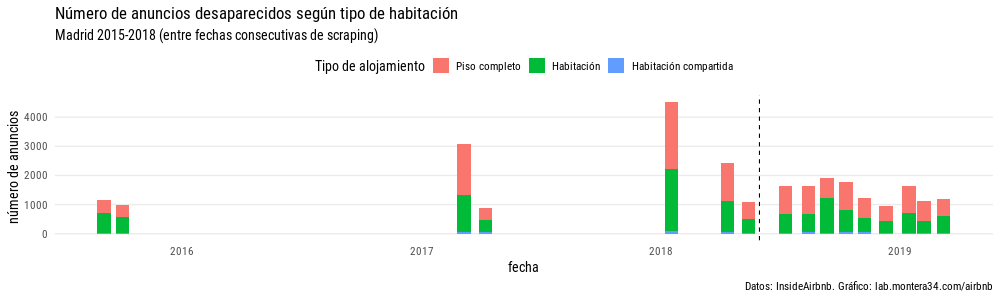 Número de anuncios desaparecidos según tipo de habitación
Madrid 2015-2018 (entre fechas consecutivas de scraping)
Tipo de alojamiento Piso completo Habitación Habitación compartida
número de anuncios
4000
3000
2000
1000
0
2016 2017 2018 2019
fecha
Datos: InsideAirbnb. Gráfico: lab.montera34.com/airbnb